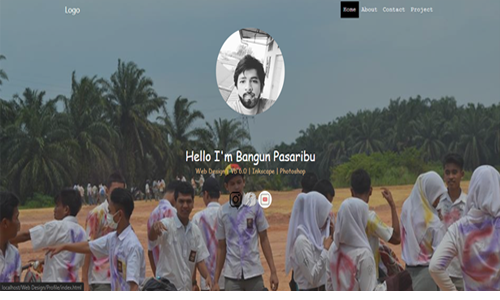 Logo
Home About Contact Project
Hello I'm Bangun Pasaribu
Web Design | VB 6.0 | Inkscape | Photoshop
localhost/Web Design/Profile/index.html